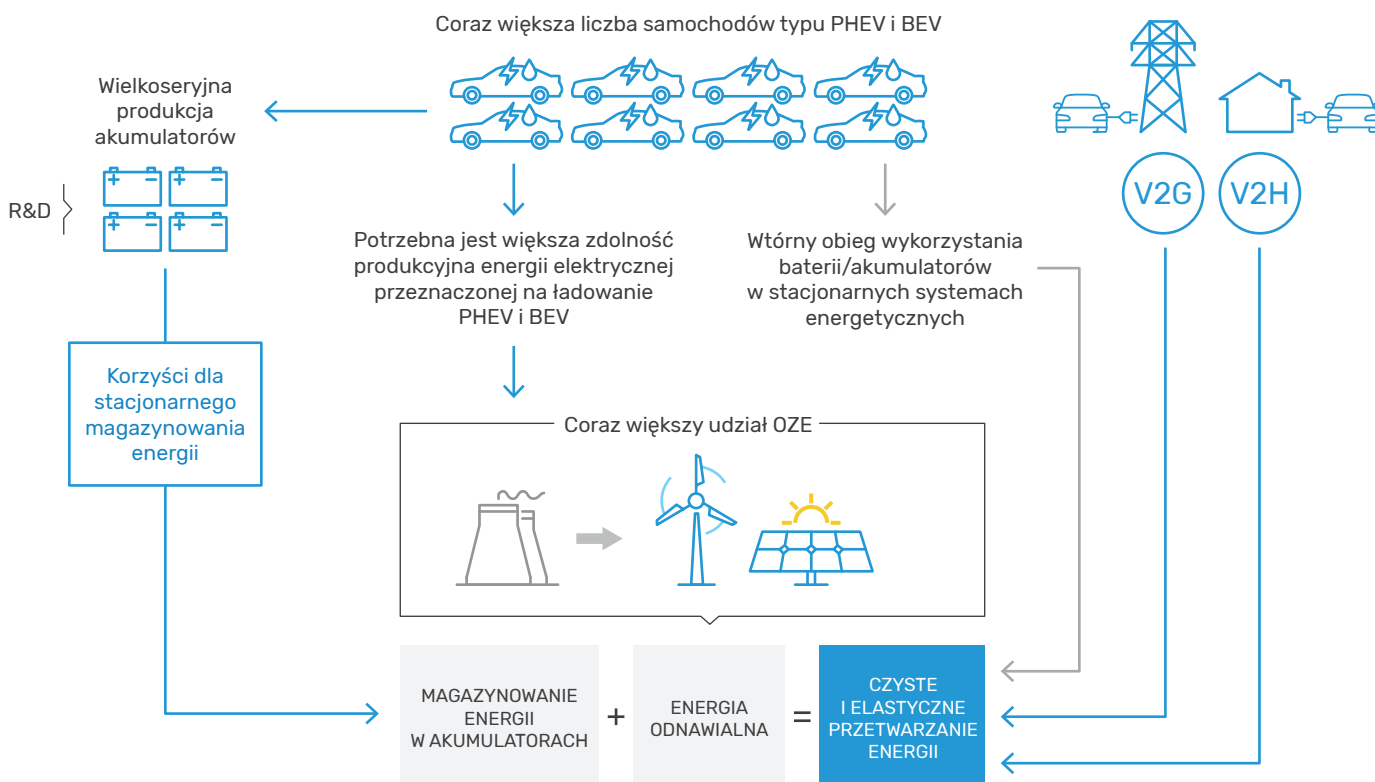 Coraz większa liczba samochodów typu PHEV i BEV
Wielkoseryjna
produkcja
akumulatorów
R&D
+ − + −
+ − + −
V2G
V2H
Potrzebna jest większa zdolność
produkcyjna energii elektrycznej
przeznaczonej na ładowanie
PHEV i BEV
Wtórny obieg wykorzystania
baterii/akumulatorów
w stacjonarnych systemach
energetycznych
Korzyści dla
stacjonarnego
magazynowania
energii
Coraz większy udział OZE
MAGAZYNOWANIE
ENERGII
W AKUMULATORACH
+
ENERGIA
ODNAWIALNA
=
CZYSTE
I ELASTYCZNE
PRZETWARZANIE
ENERGII